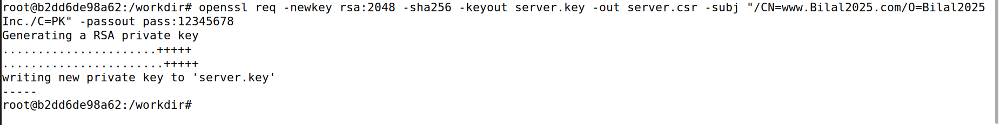 root@b2dd6de98a62:/workdir# openssl req -newkey rsa:2048 -sha256 -keyout server.key -out server.csr -subj "/CN=www.Bilal2025.com/O=Bilal2025
Inc./C=PK" -passout pass:12345678
Generating a RSA private key
......................+++++
.......................+++++
writing new private key to 'server.key'
-----
root@b2dd6de98a62:/workdir#